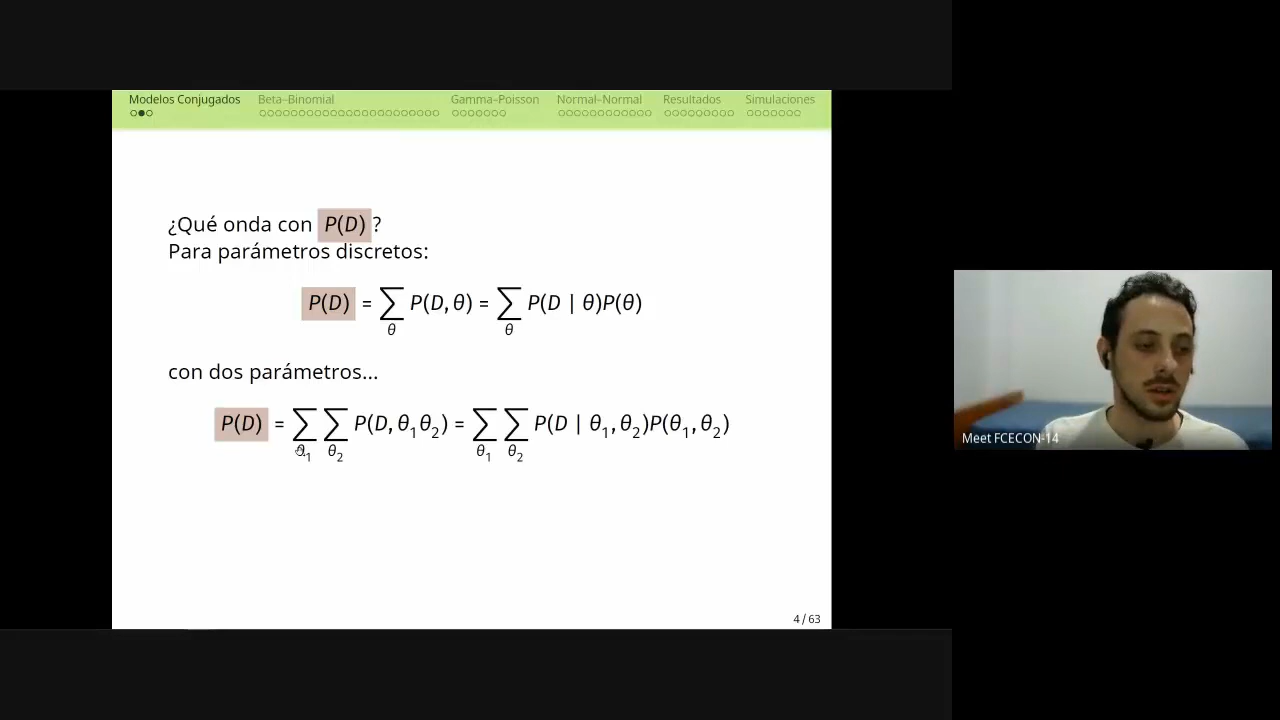 Modelos Conjugados Beta–Binomial Gamma–Poisson Normal–Normal Resultados Simulaciones
¿Qué onda con P(D) ?
Para parámetros discretos:
P(D) = ∑_θ P(D, θ) = ∑_θ P(D | θ)P(θ)
con dos parámetros...
P(D) = ∑_θ₁ ∑_θ₂ P(D, θ₁θ₂) = ∑_θ₁ ∑_θ₂ P(D | θ₁, θ₂)P(θ₁, θ₂)
4 / 63
Meet FCECON-14